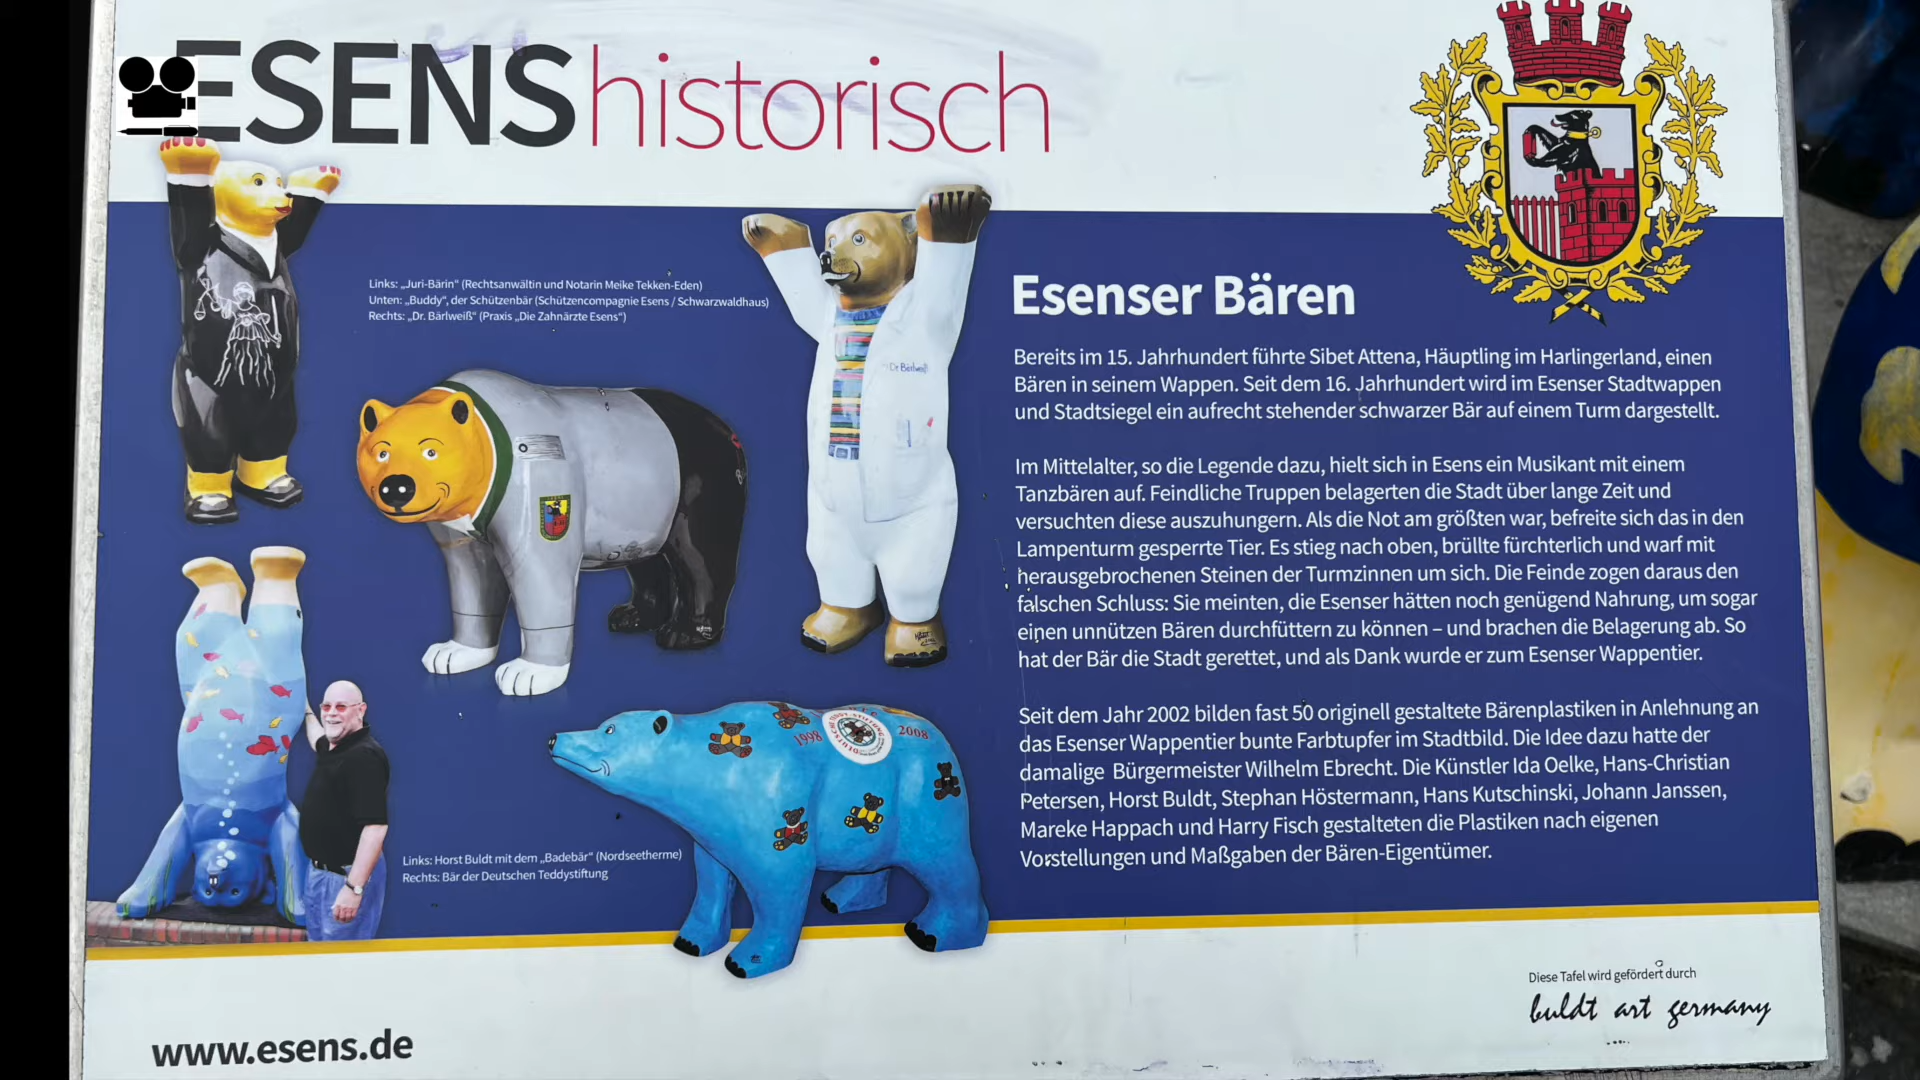 ESENShistorisch
Links: „Juri-Bärin“ (Rechtsanwältin und Notarin Meike Tekken-Eden)
Unten: „Buddy“, der Schützenbär (Schützencompagnie Esens / Schwarzwaldhaus)
Rechts: „Dr. Bärlweiß“ (Praxis „Die Zahnärzte Esens“)
Esenser Bären
Bereits im 15. Jahrhundert führte Sibet Attena, Häuptling im Harlingerland, einen
Bären in seinem Wappen. Seit dem 16. Jahrhundert wird im Esenser Stadtwappen
und Stadtsiegel ein aufrecht stehender schwarzer Bär auf einem Turm dargestellt.
Im Mittelalter, so die Legende dazu, hielt sich in Esens ein Musikant mit einem
Tanzbären auf. Feindliche Truppen belagerten die Stadt über lange Zeit und
versuchten diese auszuhungern. Als die Not am größten war, befreite sich das in den
Lampenturm gesperrte Tier. Es stieg nach oben, brüllte fürchterlich und warf mit
herausgebrochenen Steinen der Turmzinnen um sich. Die Feinde zogen daraus den
falschen Schluss: Sie meinten, die Esenser hätten noch genügend Nahrung, um sogar
einen unnützen Bären durchfüttern zu können – und brachen die Belagerung ab. So
hat der Bär die Stadt gerettet, und als Dank wurde er zum Esenser Wappentier.
Seit dem Jahr 2002 bilden fast 50 originell gestaltete Bärenplastiken in Anlehnung an
das Esenser Wappentier bunte Farbtupfer im Stadtbild. Die Idee dazu hatte der
damalige Bürgermeister Wilhelm Ebrecht. Die Künstler Ida Oelke, Hans-Christian
Petersen, Horst Buldt, Stephan Höstermann, Hans Kutschinski, Johann Janssen,
Mareke Happach und Harry Fisch gestalteten die Plastiken nach eigenen
Vorstellungen und Maßgaben der Bären-Eigentümer.
1998
2008
Links: Horst Buldt mit dem „Badebär“ (Nordseetherme)
Rechts: Bär der Deutschen Teddystiftung
Diese Tafel wird gefördert durch
buldt art germany
www.esens.de